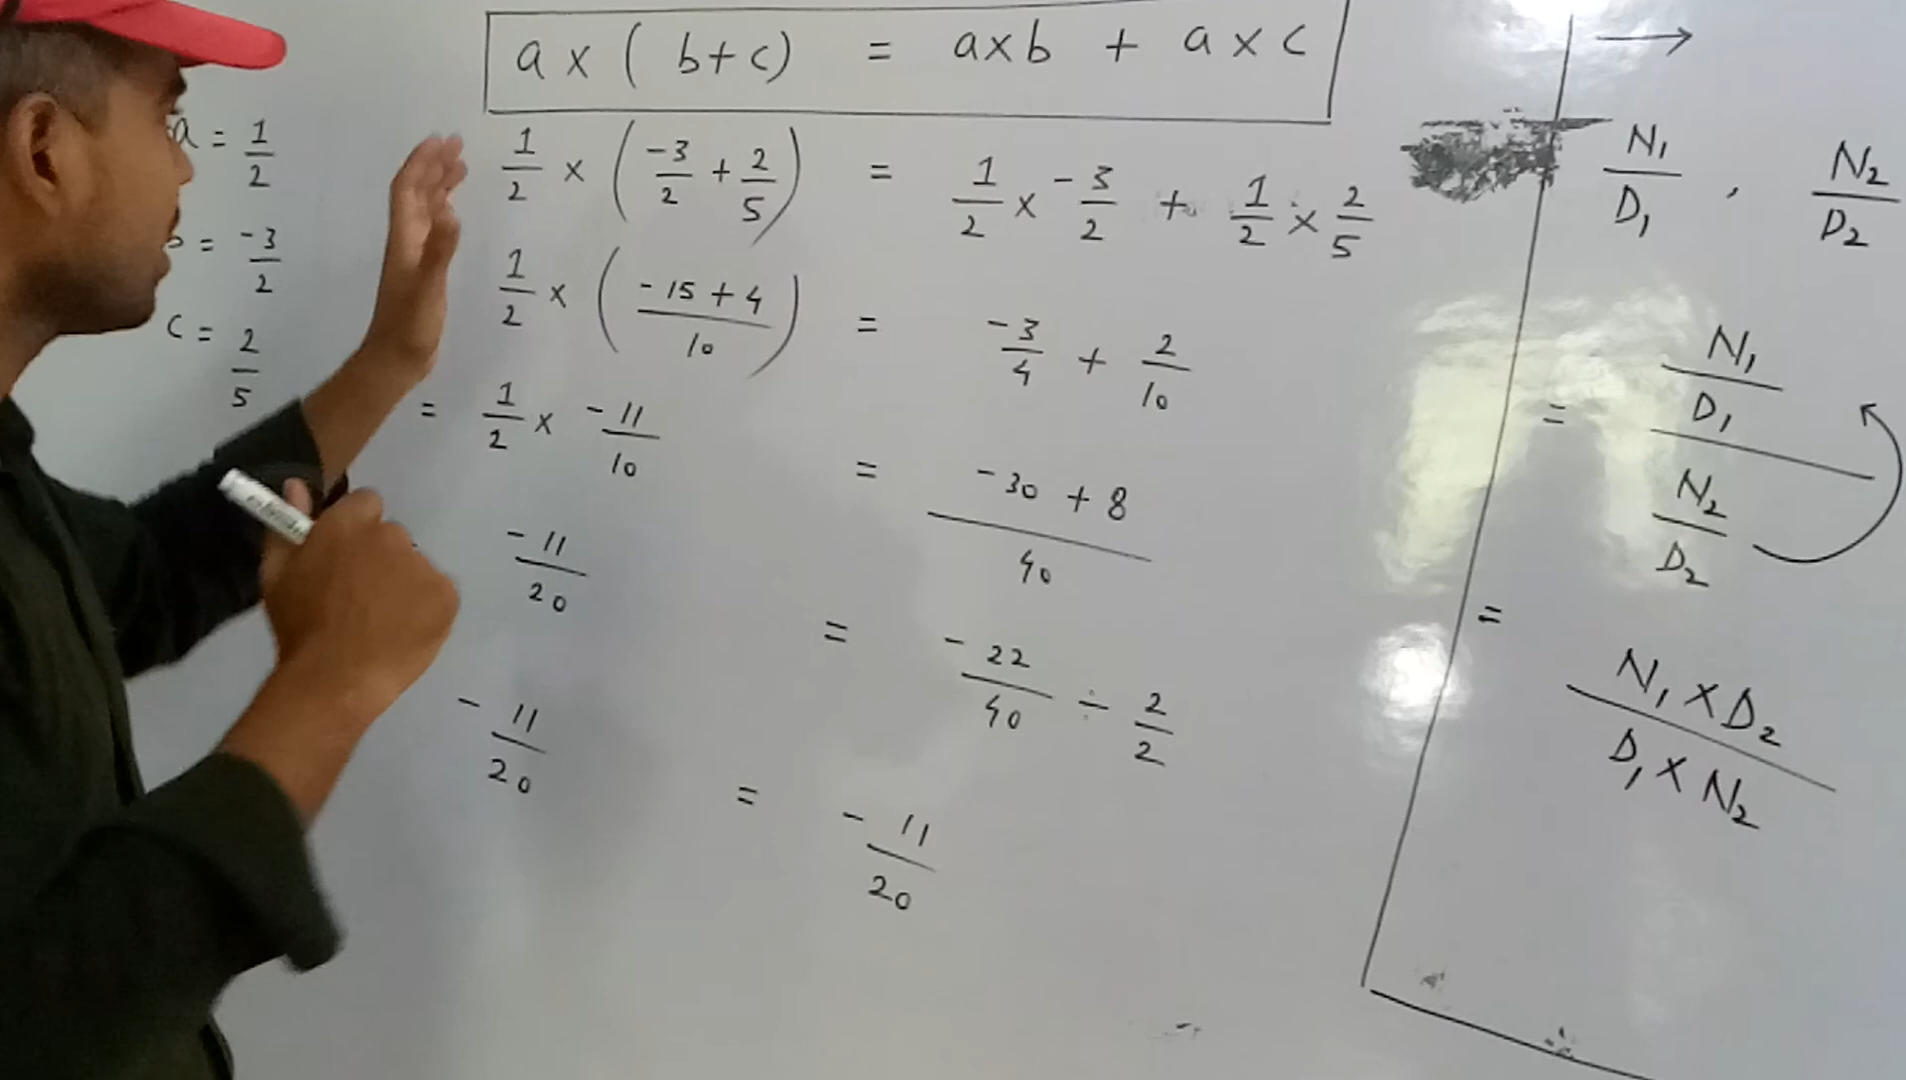 a × ( b+c) = a×b + a×c
a = 1/2
= -3/2
c = 2/5
1/2 × (-3/2 + 2/5) = 1/2 × -3/2 + 1/2 × 2/5
1/2 × (-15+4/10) = -3/4 + 2/10
= 1/2 × -11/10 = -30+8/40
-11/20 = -22/40 ÷ 2/2
-11/20 = -11/20
→
N₁/D₁ , N₂/D₂
= N₁/D₁ / N₂/D₂
= N₁×D₂ / D₁×N₂